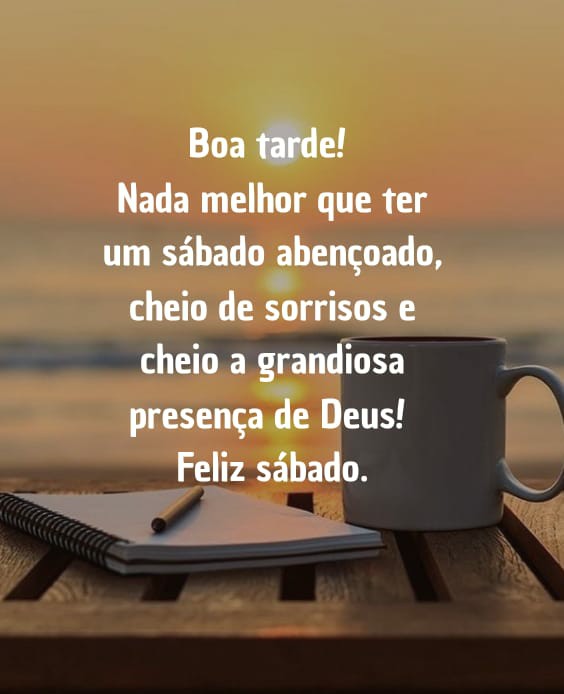 Boa tarde!
Nada melhor que ter
um sábado abençoado,
cheio de sorrisos e
cheio a grandiosa
presença de Deus!
Feliz sábado.